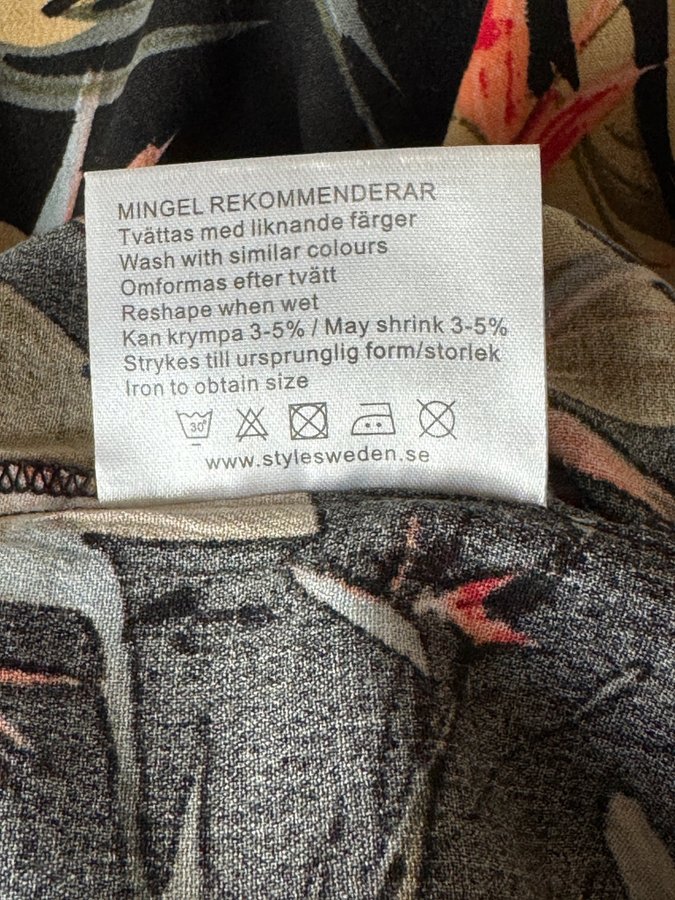 MINGEL REKOMMENDERAR
Tvättas med liknande färger
Wash with similar colours
Omformas efter tvätt
Reshape when wet
Kan krympa 3-5% / May shrink 3-5%
Strykes till ursprunglig form/storlek
Iron to obtain size
30°
www.stylesweden.se